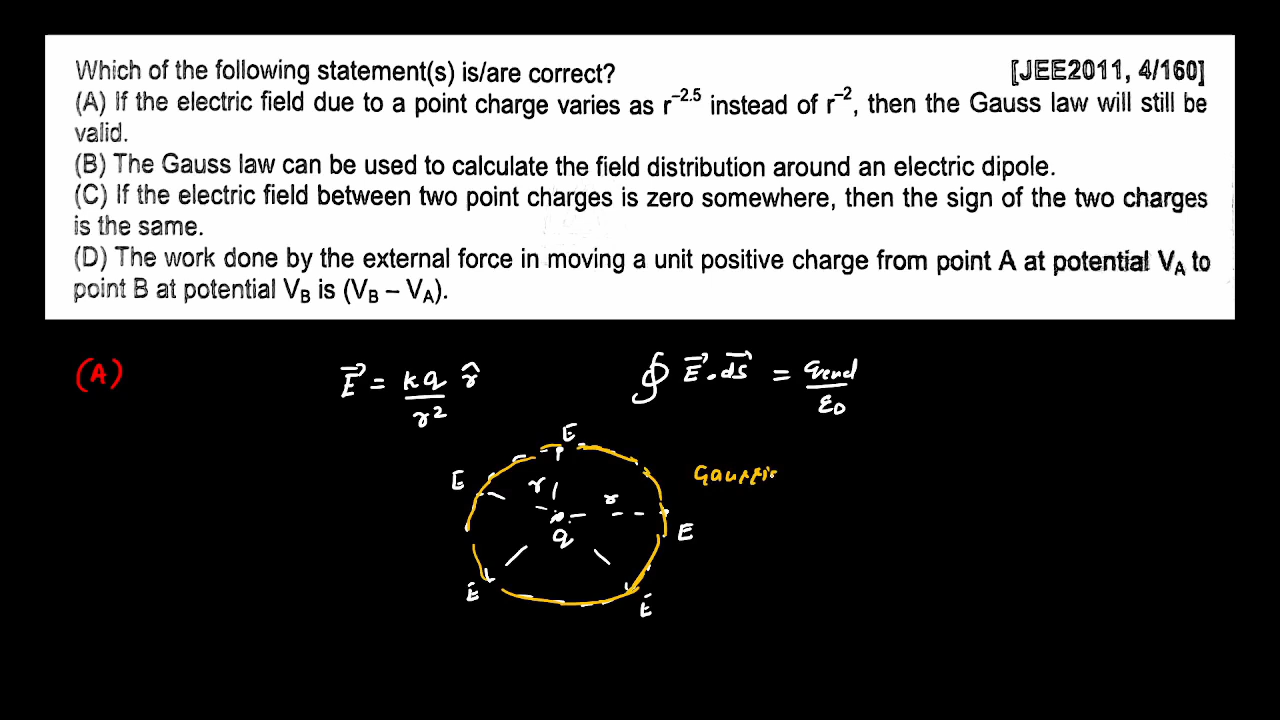 Which of the following statement(s) is/are correct? [JEE2011, 4/160]
(A) If the electric field due to a point charge varies as r⁻²·⁵ instead of r⁻², then the Gauss law will still be
valid.
(B) The Gauss law can be used to calculate the field distribution around an electric dipole.
(C) If the electric field between two point charges is zero somewhere, then the sign of the two charges
is the same.
(D) The work done by the external force in moving a unit positive charge from point A at potential V_A to
point B at potential V_B is (V_B – V_A).
(A) E⃗ = kq/r² r̂ ∮ E⃗.ds⃗ = q_encl/ε₀
E
E r r Gaussi
q E
E E